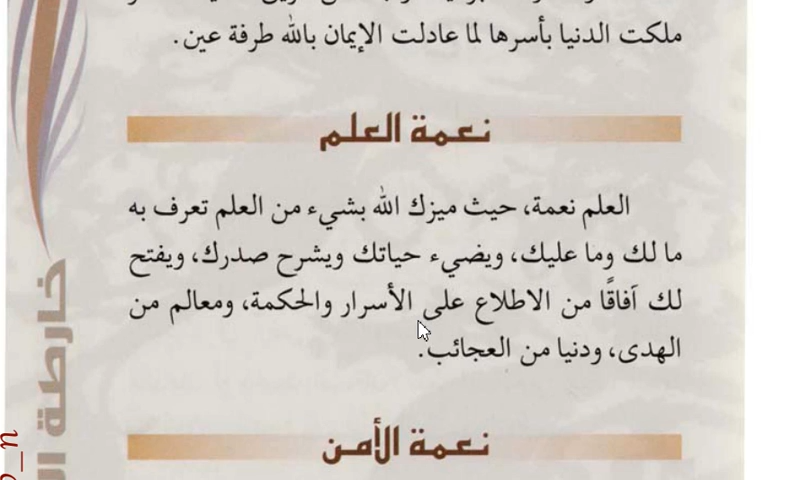 ملكت الدنيا بأسرها لما عادلت الإيمان بالله طرفة عين.
نعمة العلم
العلم نعمة، حيث ميزك الله بشيء من العلم تعرف به
ما لك وما عليك، ويضيء حياتك ويشرح صدرك، ويفتح
لك آفاقًا من الاطلاع على الأسرار والحكمة، ومعالم من
الهدى، ودنيا من العجائب.
نعمة الأمن
خارطة